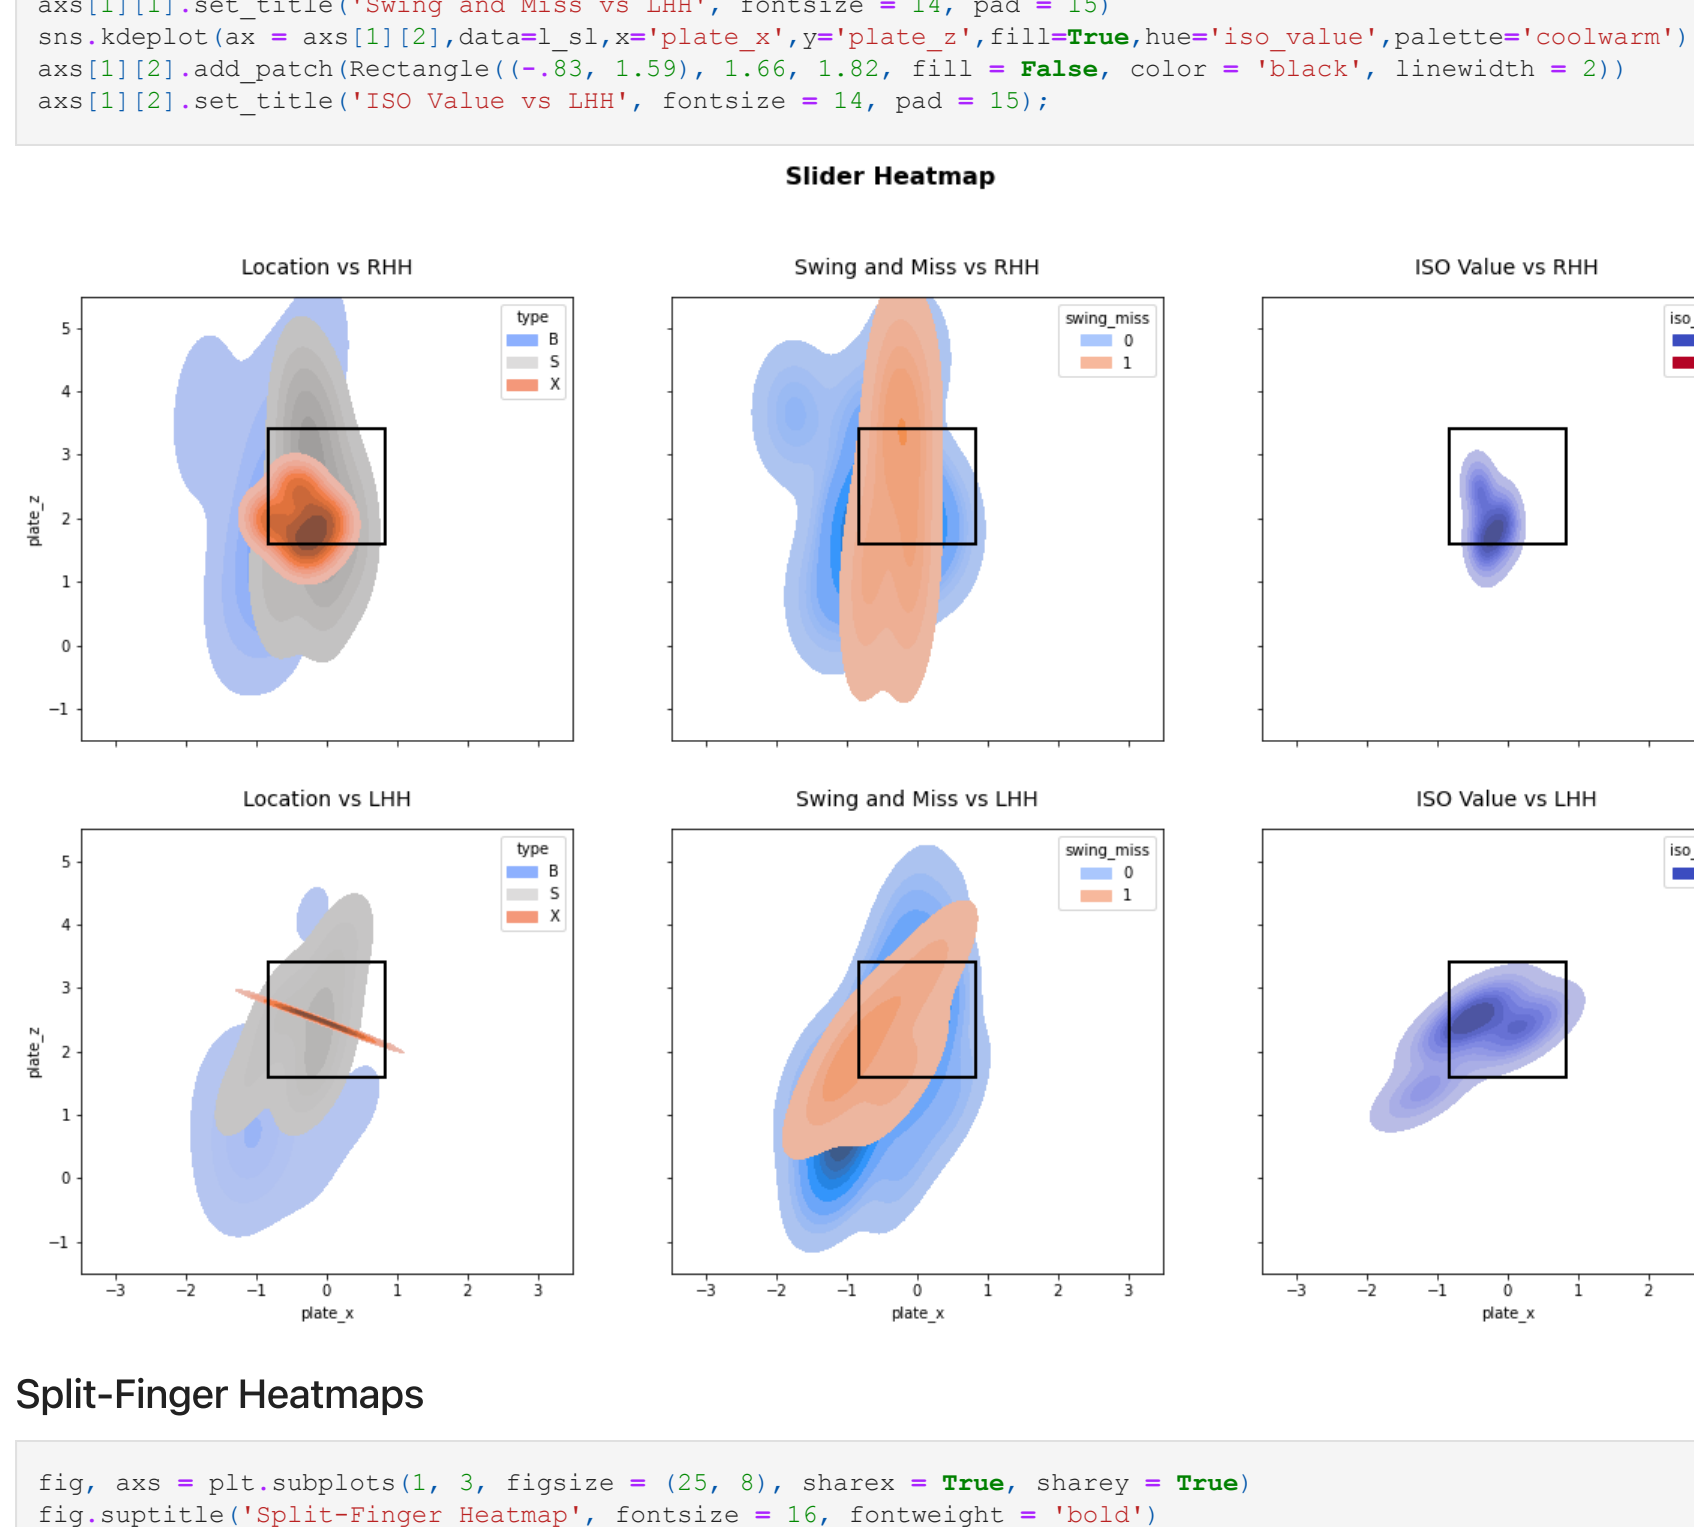 axs[1][1].set_title('Swing and Miss vs LHH', fontsize = 14, pad = 15)
sns.kdeplot(ax = axs[1][2],data=l_sl,x='plate_x',y='plate_z',fill=True,hue='iso_value',palette='coolwarm')
axs[1][2].add_patch(Rectangle((-.83, 1.59), 1.66, 1.82, fill = False, color = 'black', linewidth = 2))
axs[1][2].set_title('ISO Value vs LHH', fontsize = 14, pad = 15);
Slider Heatmap
Location vs RHH
type
B
S
X
5
4
3
2
1
0
−1
plate_z
Swing and Miss vs RHH
swing_miss
0
1
ISO Value vs RHH
iso_
Location vs LHH
type
B
S
X
5
4
3
2
1
0
−1
plate_z
−3 −2 −1 0 1 2 3
plate_x
Swing and Miss vs LHH
swing_miss
0
1
−3 −2 −1 0 1 2 3
plate_x
ISO Value vs LHH
iso_
−3 −2 −1 0 1 2
plate_x
Split-Finger Heatmaps
fig, axs = plt.subplots(1, 3, figsize = (25, 8), sharex = True, sharey = True)
fig.suptitle('Split-Finger Heatmap', fontsize = 16, fontweight = 'bold')